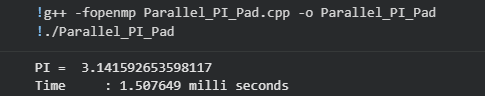 !g++ -fopenmp Parallel_PI_Pad.cpp -o Parallel_PI_Pad
!./Parallel_PI_Pad
PI =  3.141592653598117
Time     : 1.507649 milli seconds